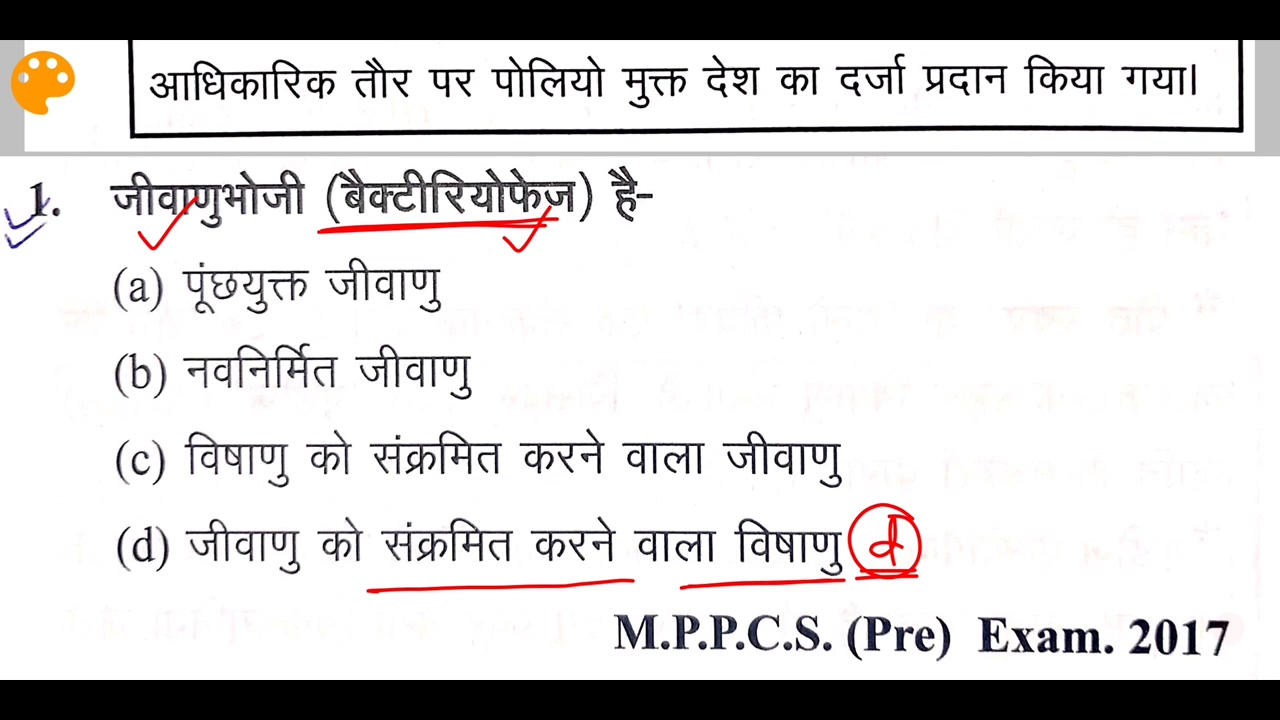 आधिकारिक तौर पर पोलियो मुक्त देश का दर्जा प्रदान किया गया।
1. जीवाणुभोजी (बैक्टीरियोफेज) है-
(a) पूंछयुक्त जीवाणु
(b) नवनिर्मित जीवाणु
(c) विषाणु को संक्रमित करने वाला जीवाणु
(d) जीवाणु को संक्रमित करने वाला विषाणु d
M.P.P.C.S. (Pre) Exam. 2017